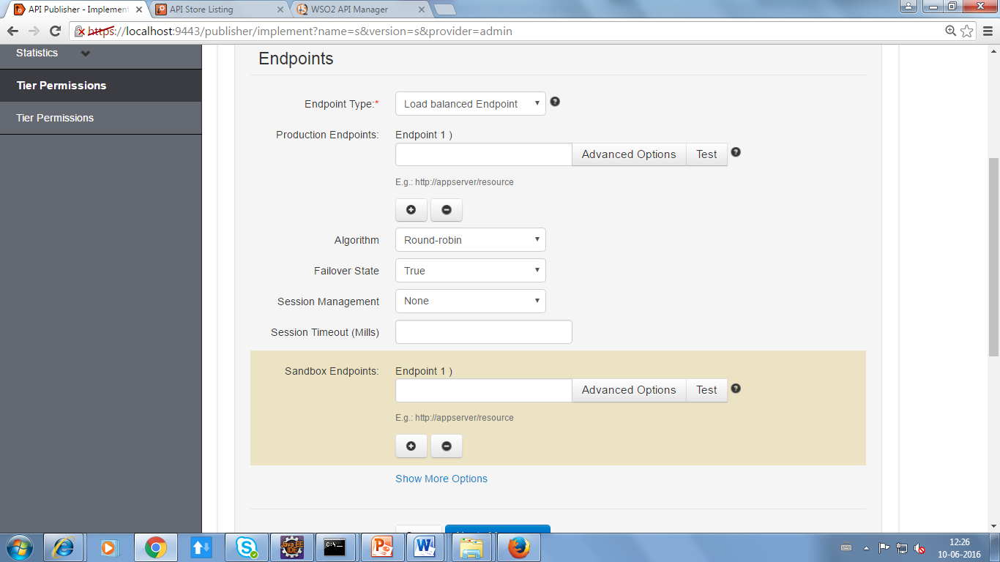 API Publisher - Implement
API Store Listing
WSO2 API Manager
https://localhost:9443/publisher/implement?name=s&version=s&provider=admin
Statistics
Tier Permissions
Tier Permissions
Endpoints
Endpoint Type:*
Load balanced Endpoint
Production Endpoints:
Endpoint 1 )
Advanced Options
Test
E.g.: http://appserver/resource
Algorithm
Round-robin
Failover State
True
Session Management
None
Session Timeout (Mills)
Sandbox Endpoints:
Endpoint 1 )
Advanced Options
Test
E.g.: http://appserver/resource
Show More Options
Java EE
IDE
C:\
12:26
10-06-2016